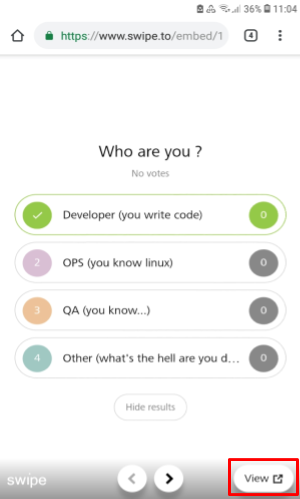 36% 11:04
https://www.swipe.to/embed/1
4
Who are you ?
No votes
Developer (you write code) 0
2 OPS (you know linux) 0
3 QA (you know...) 0
4 Other (what's the hell are you d... 0
Hide results
swipe
View